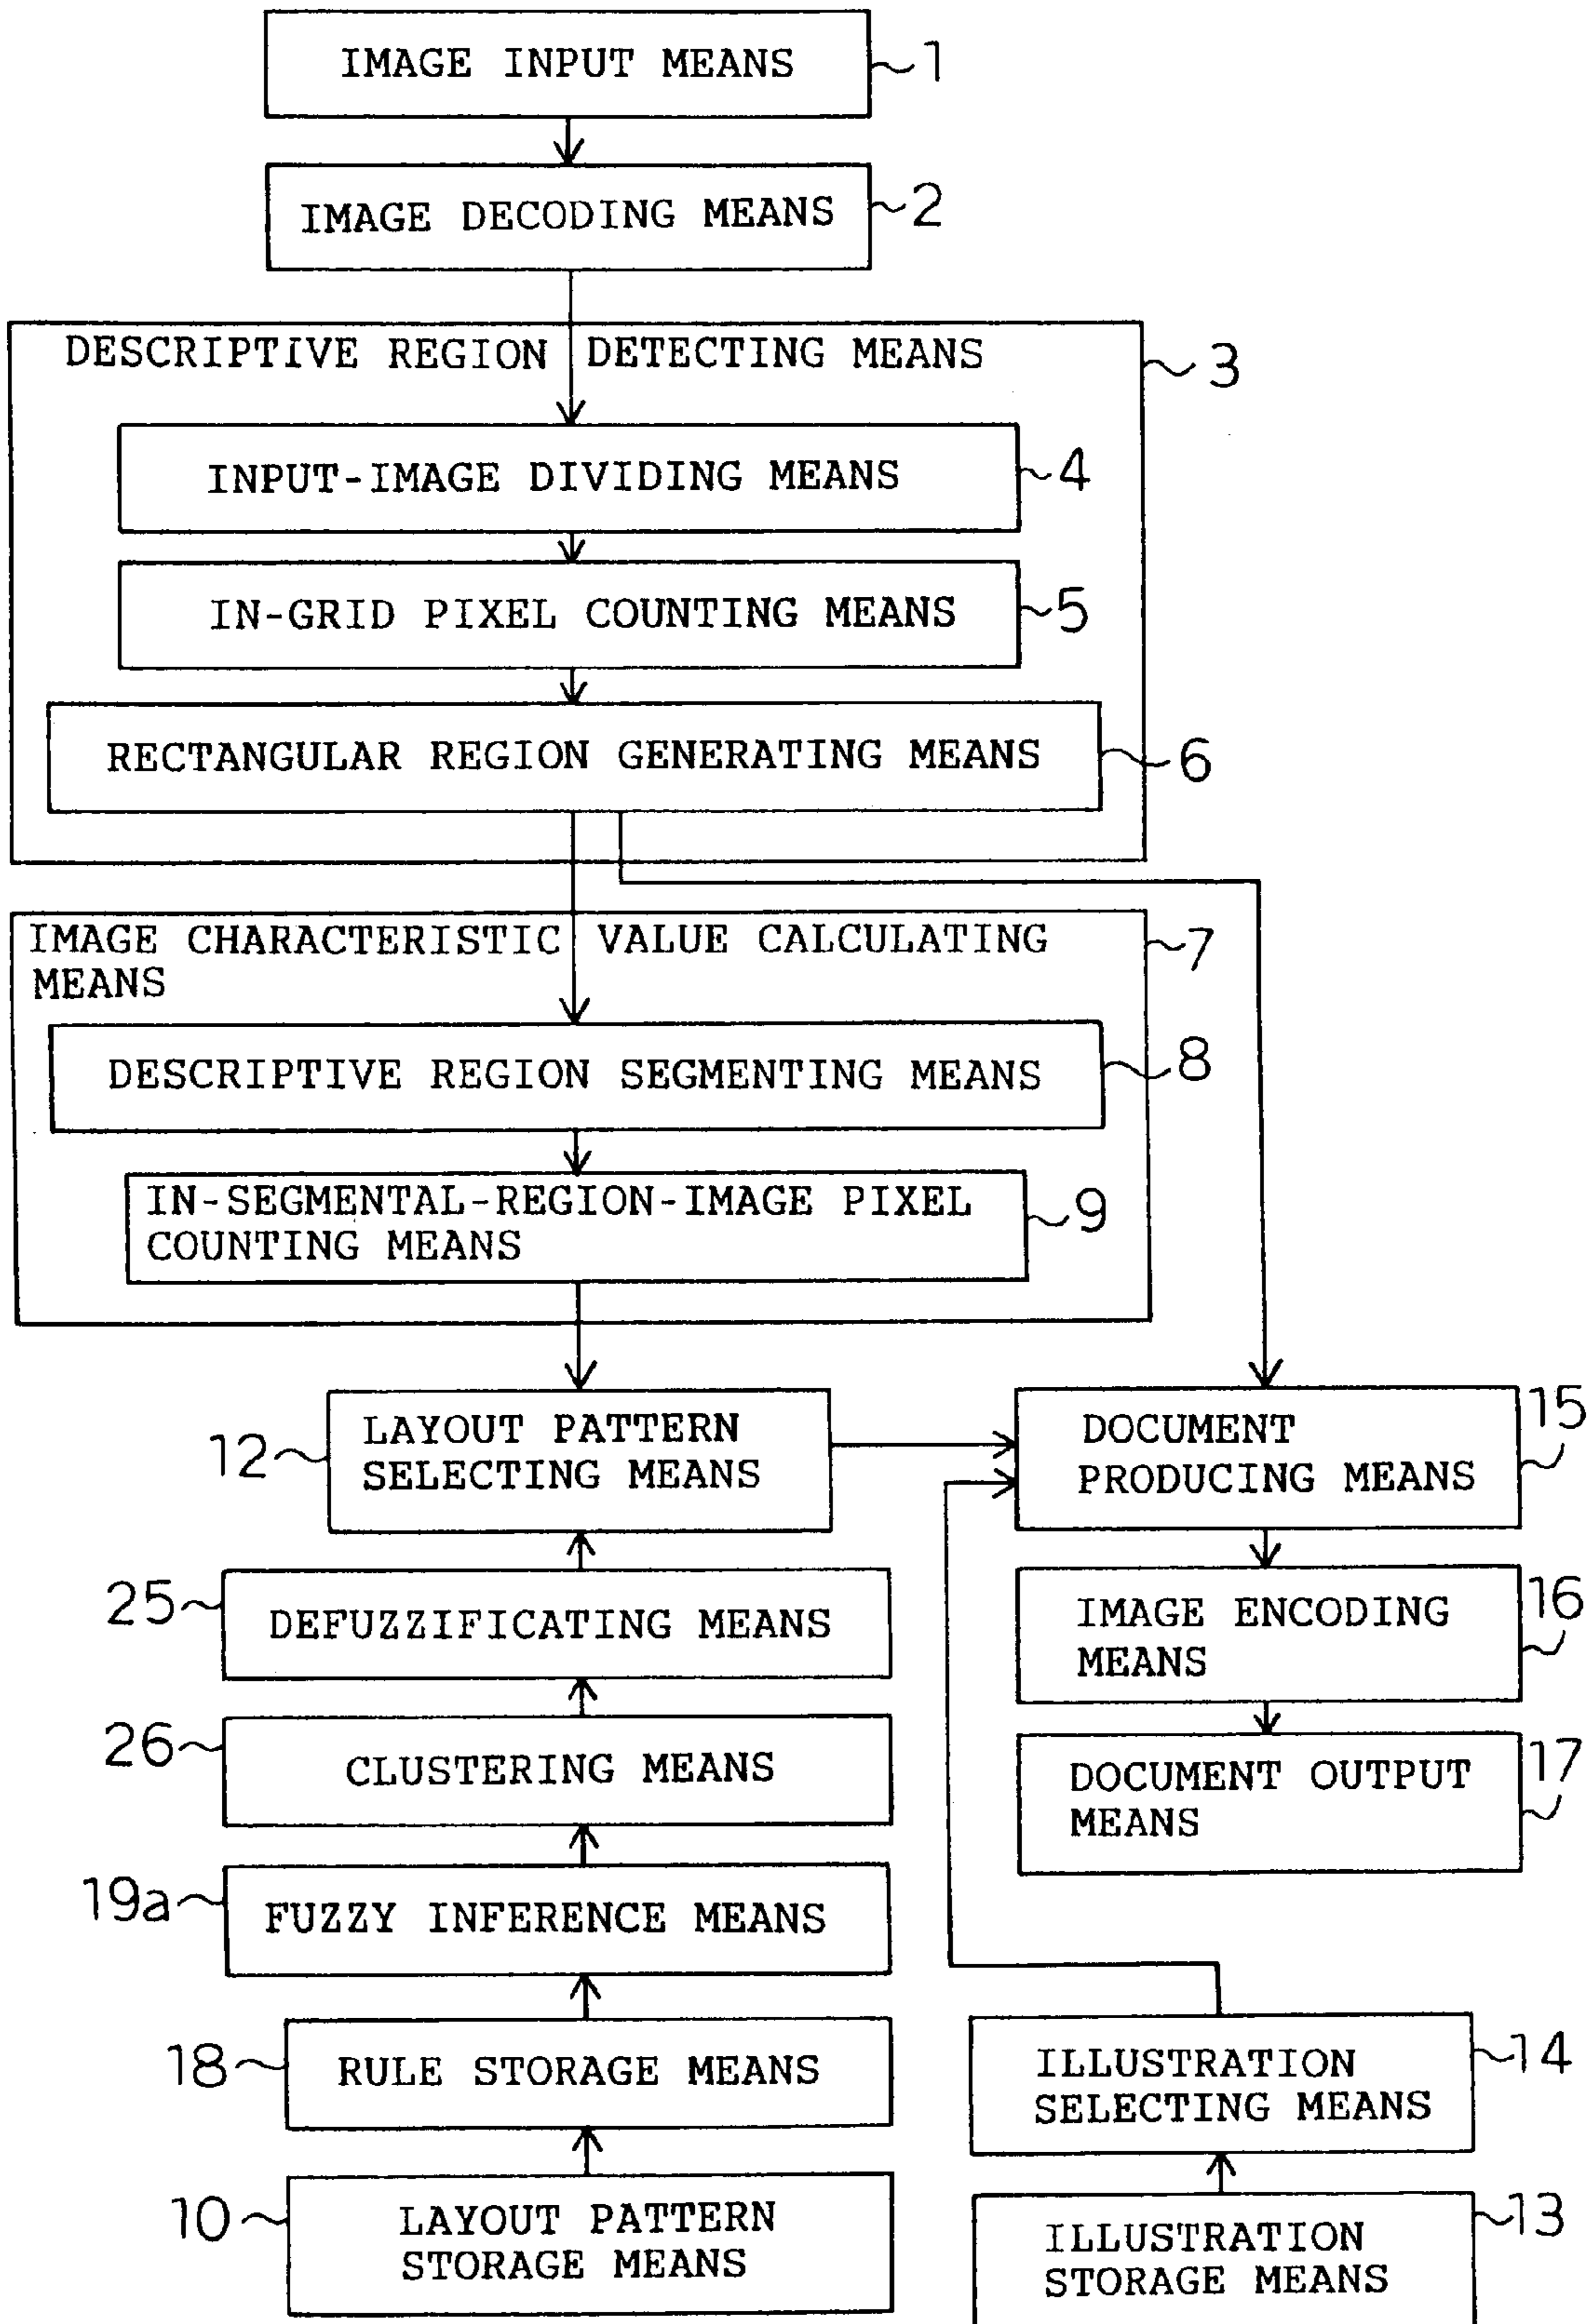 IMAGE INPUT MEANS
1
IMAGE DECODING MEANS
2
DESCRIPTIVE REGION DETECTING MEANS
3
INPUT-IMAGE DIVIDING MEANS
4
IN-GRID PIXEL COUNTING MEANS
5
RECTANGULAR REGION GENERATING MEANS
6
IMAGE CHARACTERISTIC VALUE CALCULATING
MEANS
7
DESCRIPTIVE REGION SEGMENTING MEANS
8
IN-SEGMENTAL-REGION-IMAGE PIXEL
COUNTING MEANS
9
12
LAYOUT PATTERN
SELECTING MEANS
DOCUMENT
PRODUCING MEANS
15
25
DEFUZZIFICATING MEANS
IMAGE ENCODING
MEANS
16
26
CLUSTERING MEANS
DOCUMENT OUTPUT
MEANS
17
19a
FUZZY INFERENCE MEANS
18
RULE STORAGE MEANS
ILLUSTRATION
SELECTING MEANS
14
10
LAYOUT PATTERN
STORAGE MEANS
ILLUSTRATION
STORAGE MEANS
13